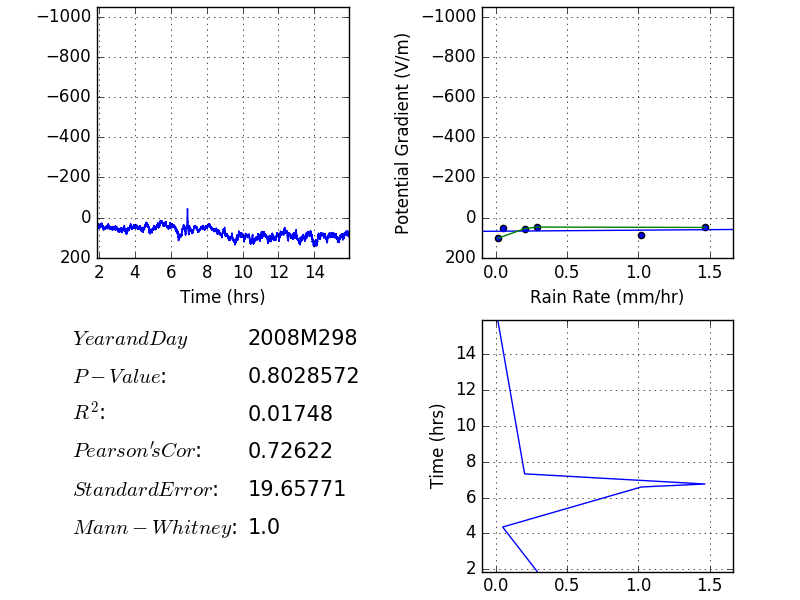 −1000
−800
−600
−400
−200
0
200
2 4 6 8 10 12 14
Time (hrs)
Potential Gradient (V/m)
−1000
−800
−600
−400
−200
0
200
0.0 0.5 1.0 1.5
Rain Rate (mm/hr)
YearandDay 2008M298
P−Value: 0.8028572
R²: 0.01748
Pearson'sCor: 0.72622
StandardError: 19.65771
Mann−Whitney: 1.0
Time (hrs)
14
12
10
8
6
4
2
0.0 0.5 1.0 1.5